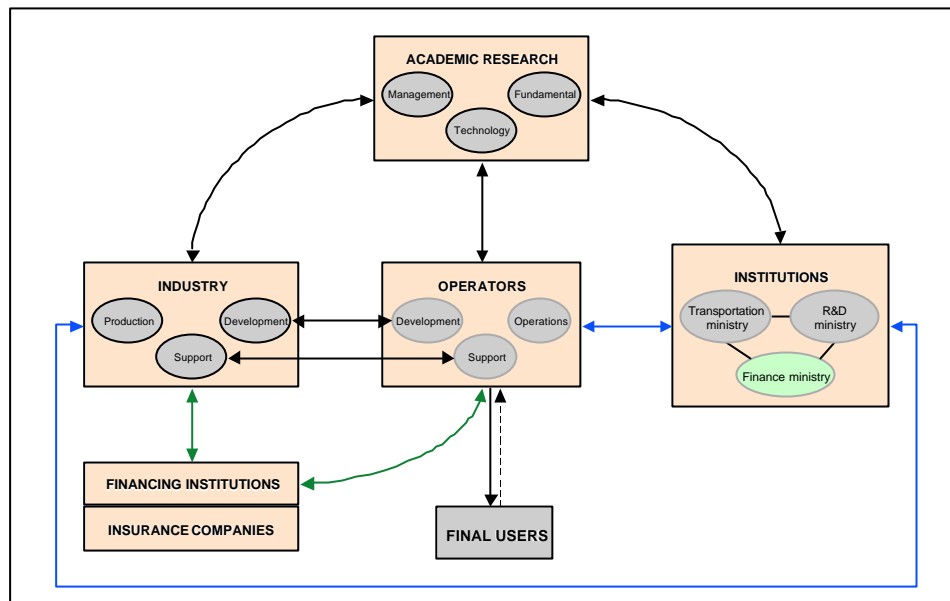 ACADEMIC RESEARCH
Management
Fundamental
Technology
INDUSTRY
Production
Development
Support
OPERATORS
Development
Operations
Support
INSTITUTIONS
Transportation
ministry
R&D
ministry
Finance ministry
FINANCING INSTITUTIONS
INSURANCE COMPANIES
FINAL USERS